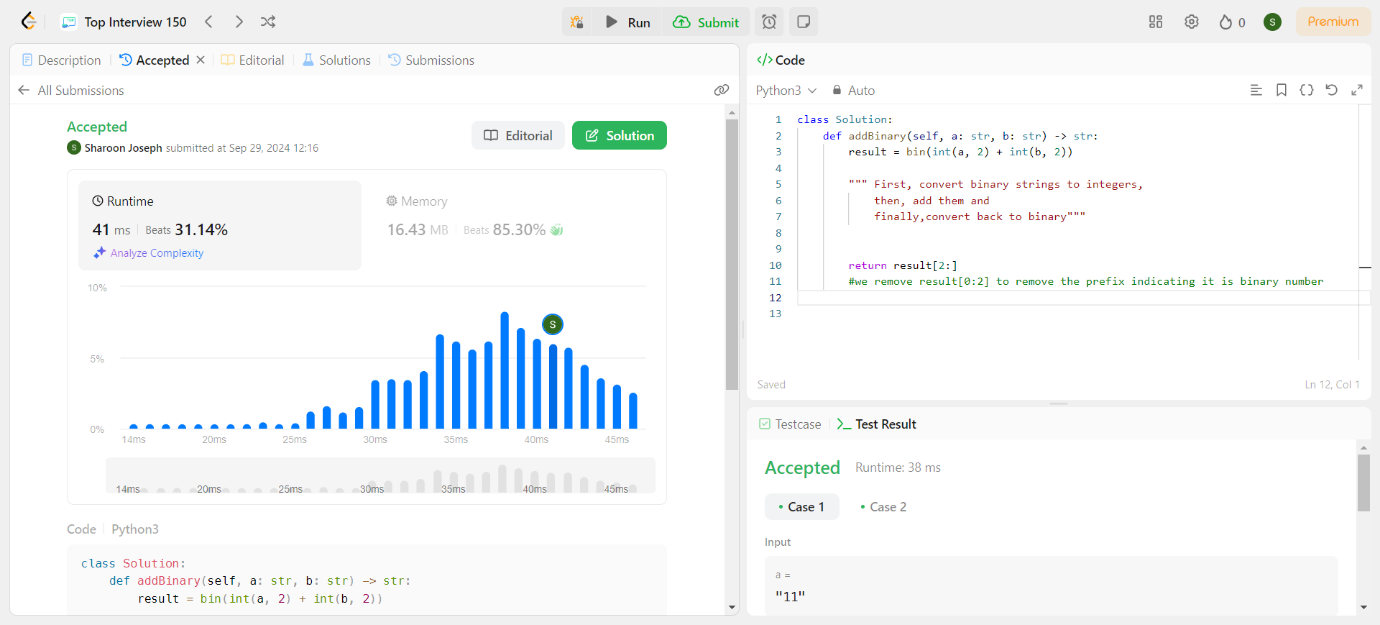 Top Interview 150
Run
Submit
0
S
Premium
Description
Accepted
Editorial
Solutions
Submissions
All Submissions
Accepted
S
Sharoon Joseph submitted at Sep 29, 2024 12:16
Editorial
Solution
Runtime
41 ms
Beats 31.14%
Analyze Complexity
Memory
16.43 MB
Beats 85.30%
10%
5%
0%
S
14ms 20ms 25ms 30ms 35ms 40ms 45ms
14ms 20ms 25ms 30ms 35ms 40ms 45ms
Code
Python3
class Solution:
    def addBinary(self, a: str, b: str) -> str:
        result = bin(int(a, 2) + int(b, 2))
</> Code
Python3
Auto
1 class Solution:
2     def addBinary(self, a: str, b: str) -> str:
3         result = bin(int(a, 2) + int(b, 2))
4
5         """ First, convert binary strings to integers,
6             then, add them and
7             finally,convert back to binary"""
8
9
10         return result[2:]
11         #we remove result[0:2] to remove the prefix indicating it is binary number
12
13
Saved
Ln 12, Col 1
Testcase
Test Result
Accepted
Runtime: 38 ms
• Case 1
• Case 2
Input
a =
"11"